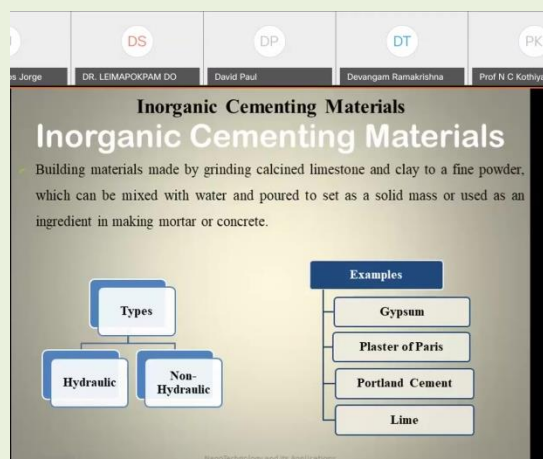 DS
DP
DT
PK
s Jorge
DR. LEIMAPOKPAM DO
David Paul
Devangam Ramakrishna
Prof N C Kothiya
Inorganic Cementing Materials
Inorganic Cementing Materials
Building materials made by grinding calcined limestone and clay to a fine powder,
which can be mixed with water and poured to set as a solid mass or used as an
ingredient in making mortar or concrete.
Types
Hydraulic
Non-
Hydraulic
Examples
Gypsum
Plaster of Paris
Portland Cement
Lime